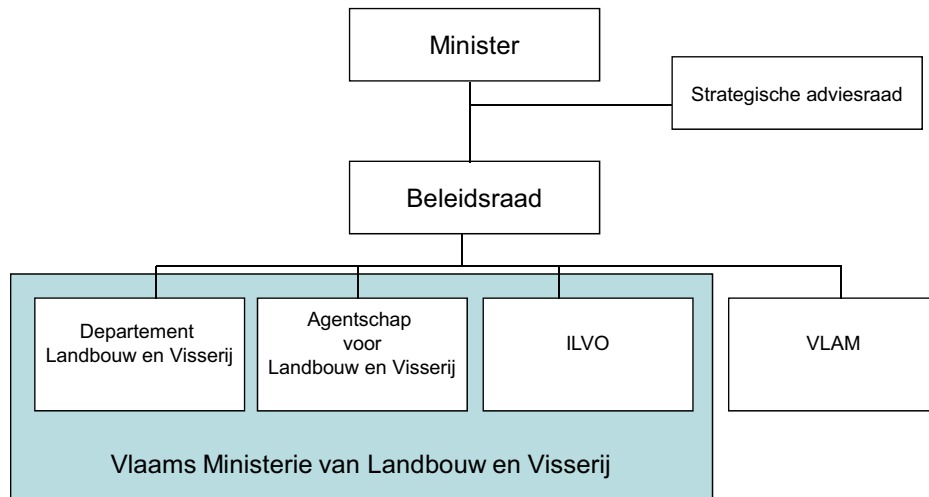 Minister
Strategische adviesraad
Beleidsraad
Departement
Landbouw en Visserij
Agentschap
voor
Landbouw en Visserij
ILVO
VLAM
Vlaams Ministerie van Landbouw en Visserij